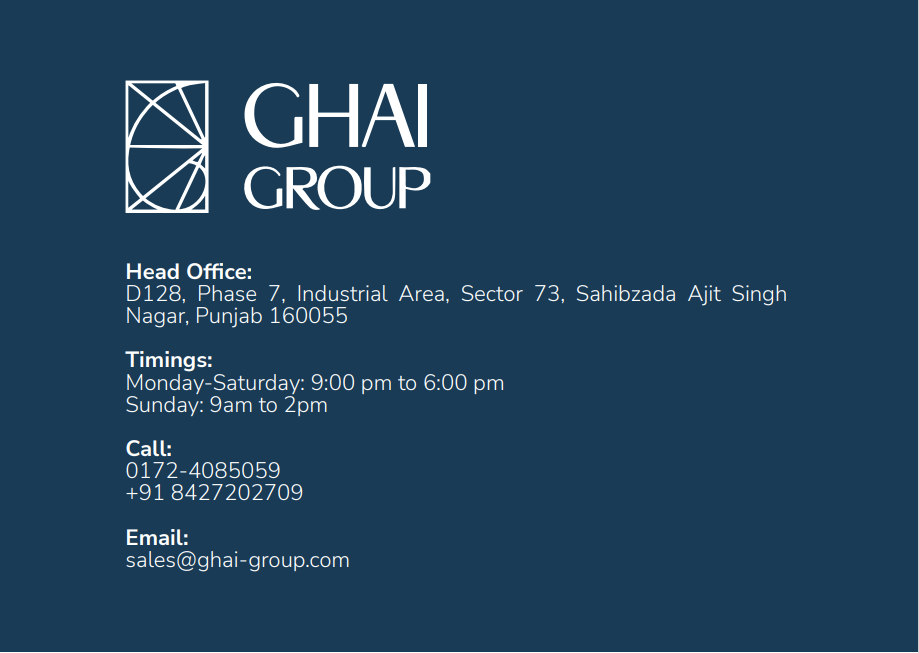 GHAI
GROUP
Head Office:
D128, Phase 7, Industrial Area, Sector 73, Sahibzada Ajit Singh
Nagar, Punjab 160055
Timings:
Monday-Saturday: 9:00 pm to 6:00 pm
Sunday: 9am to 2pm
Call:
0172-4085059
+91 8427202709
Email:
sales@ghai-group.com